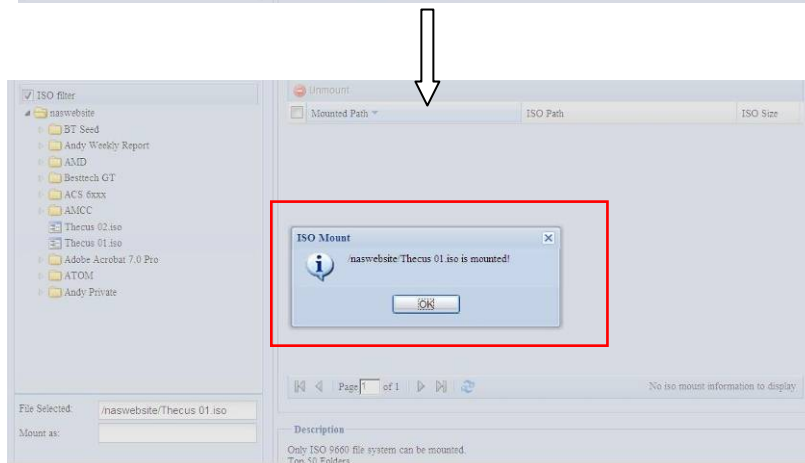 ISO filter
naswebsite
BT Seed
Andy Weekly Report
AMD
Besttech GT
ACS 6xxx
AMCC
Thecus 02.iso
Thecus 01.iso
Adobe Acrobat 7.0 Pro
ATOM
Andy Private
File Selected: /naswebsite/Thecus 01.iso
Mount as:
Unmount
Mounted Path ISO Path ISO Size
ISO Mount
/naswebsite/Thecus 01.iso is mounted!
OK
Page 1 of 1 No iso mount information to display
Description
Only ISO 9660 file system can be mounted.
Top 50 Folders